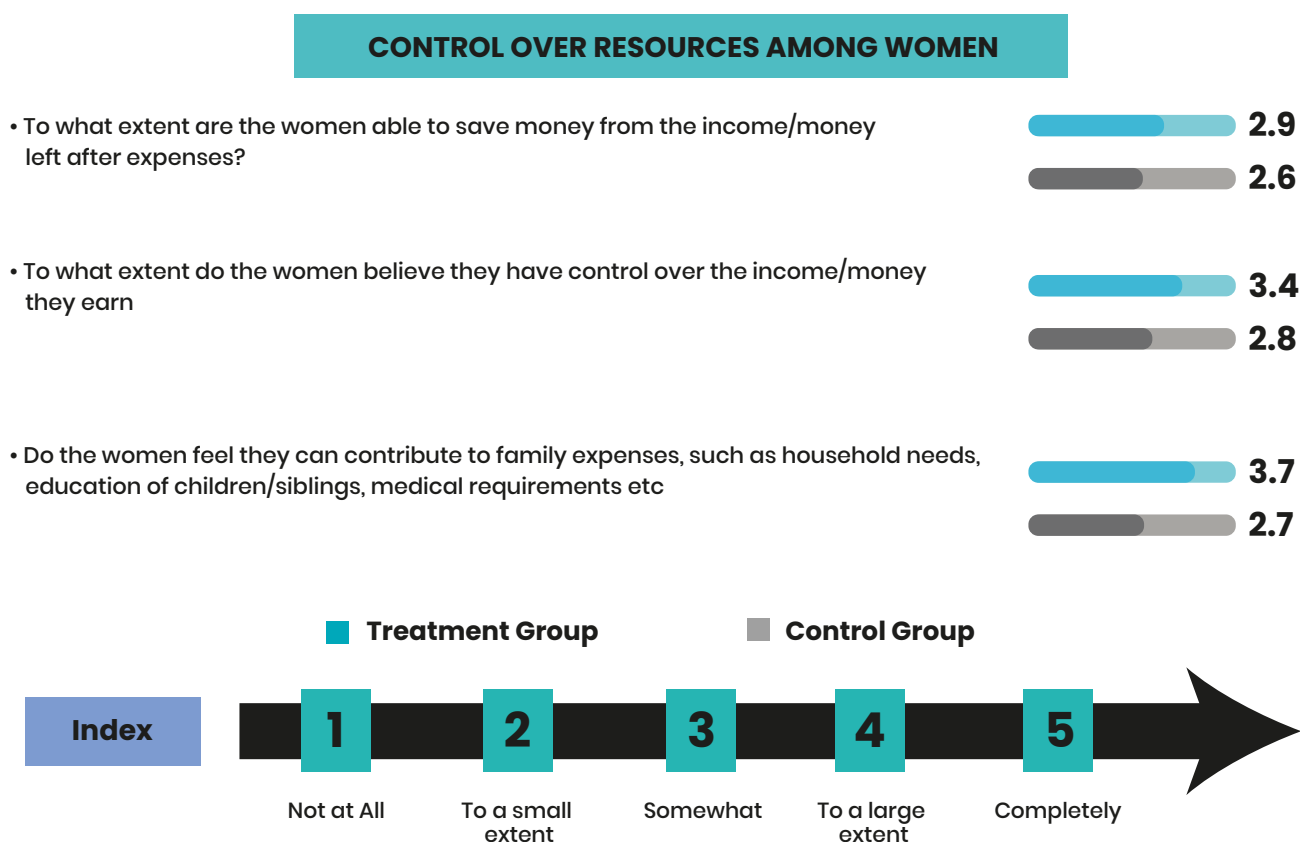 CONTROL OVER RESOURCES AMONG WOMEN
• To what extent are the women able to save money from the income/money
left after expenses?
2.9
2.6
• To what extent do the women believe they have control over the income/money
they earn
3.4
2.8
• Do the women feel they can contribute to family expenses, such as household needs,
education of children/siblings, medical requirements etc
3.7
2.7
Treatment Group
Control Group
Index
1
2
3
4
5
Not at All
To a small
extent
Somewhat
To a large
extent
Completely